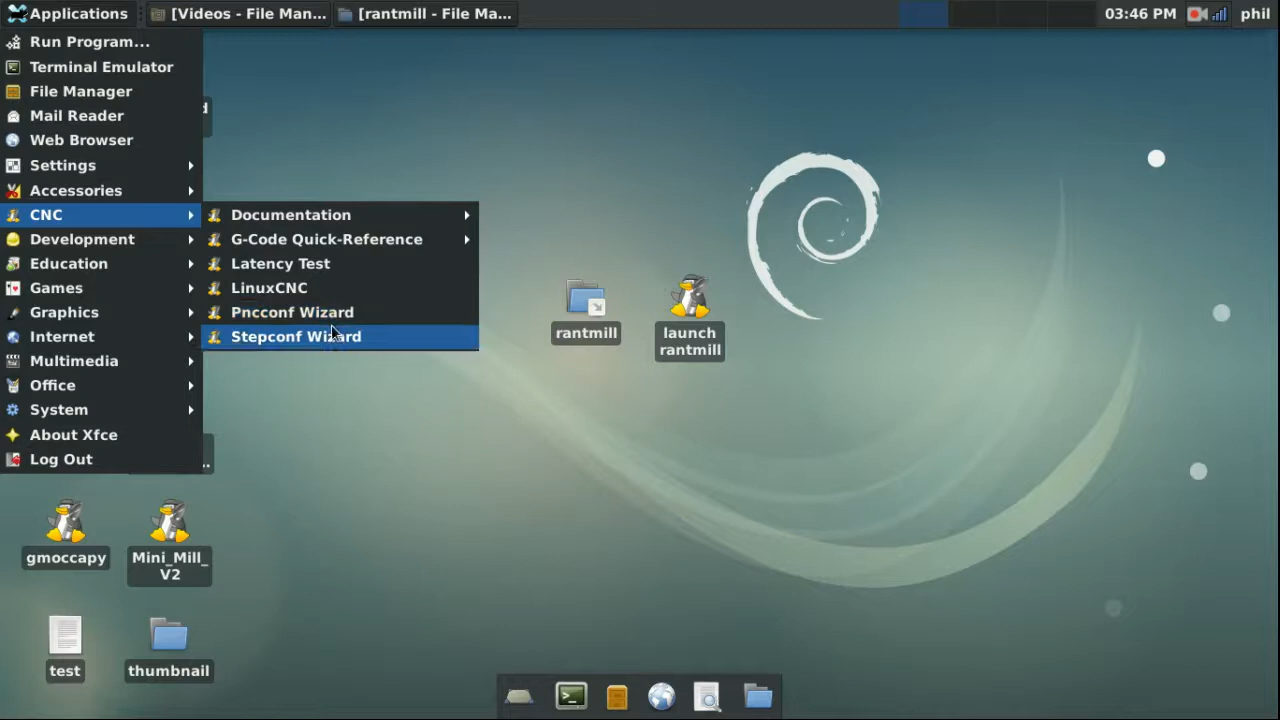 Applications
[Videos - File Man...
[rantmill - File Ma...
03:46 PM
phil
Run Program...
Terminal Emulator
File Manager
Mail Reader
Web Browser
Settings
Accessories
CNC
Development
Education
Games
Graphics
Internet
Multimedia
Office
System
About Xfce
Log Out
Documentation
G-Code Quick-Reference
Latency Test
LinuxCNC
Pncconf Wizard
Stepconf Wizard
d
...
rantmill
launch
rantmill
gmoccapy
Mini_Mill_
V2
test
thumbnail